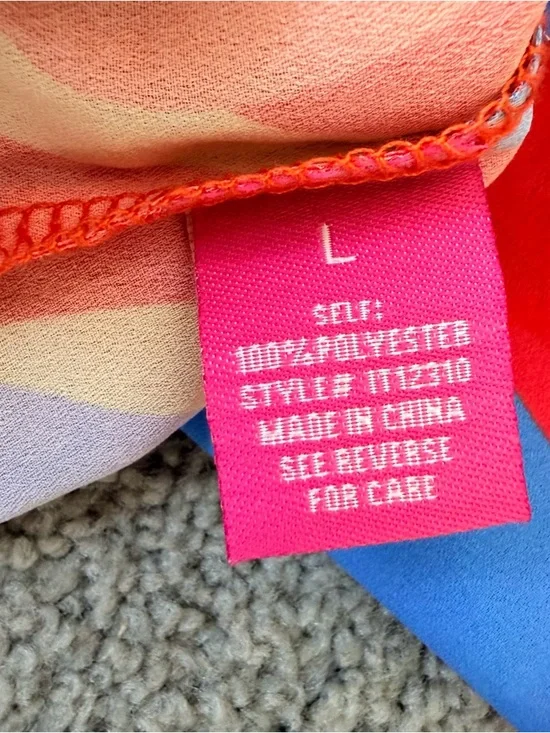 L
SELF:
100%POLYESTER
STYLE# IT12310
MADE IN CHINA
SEE REVERSE
FOR CARE